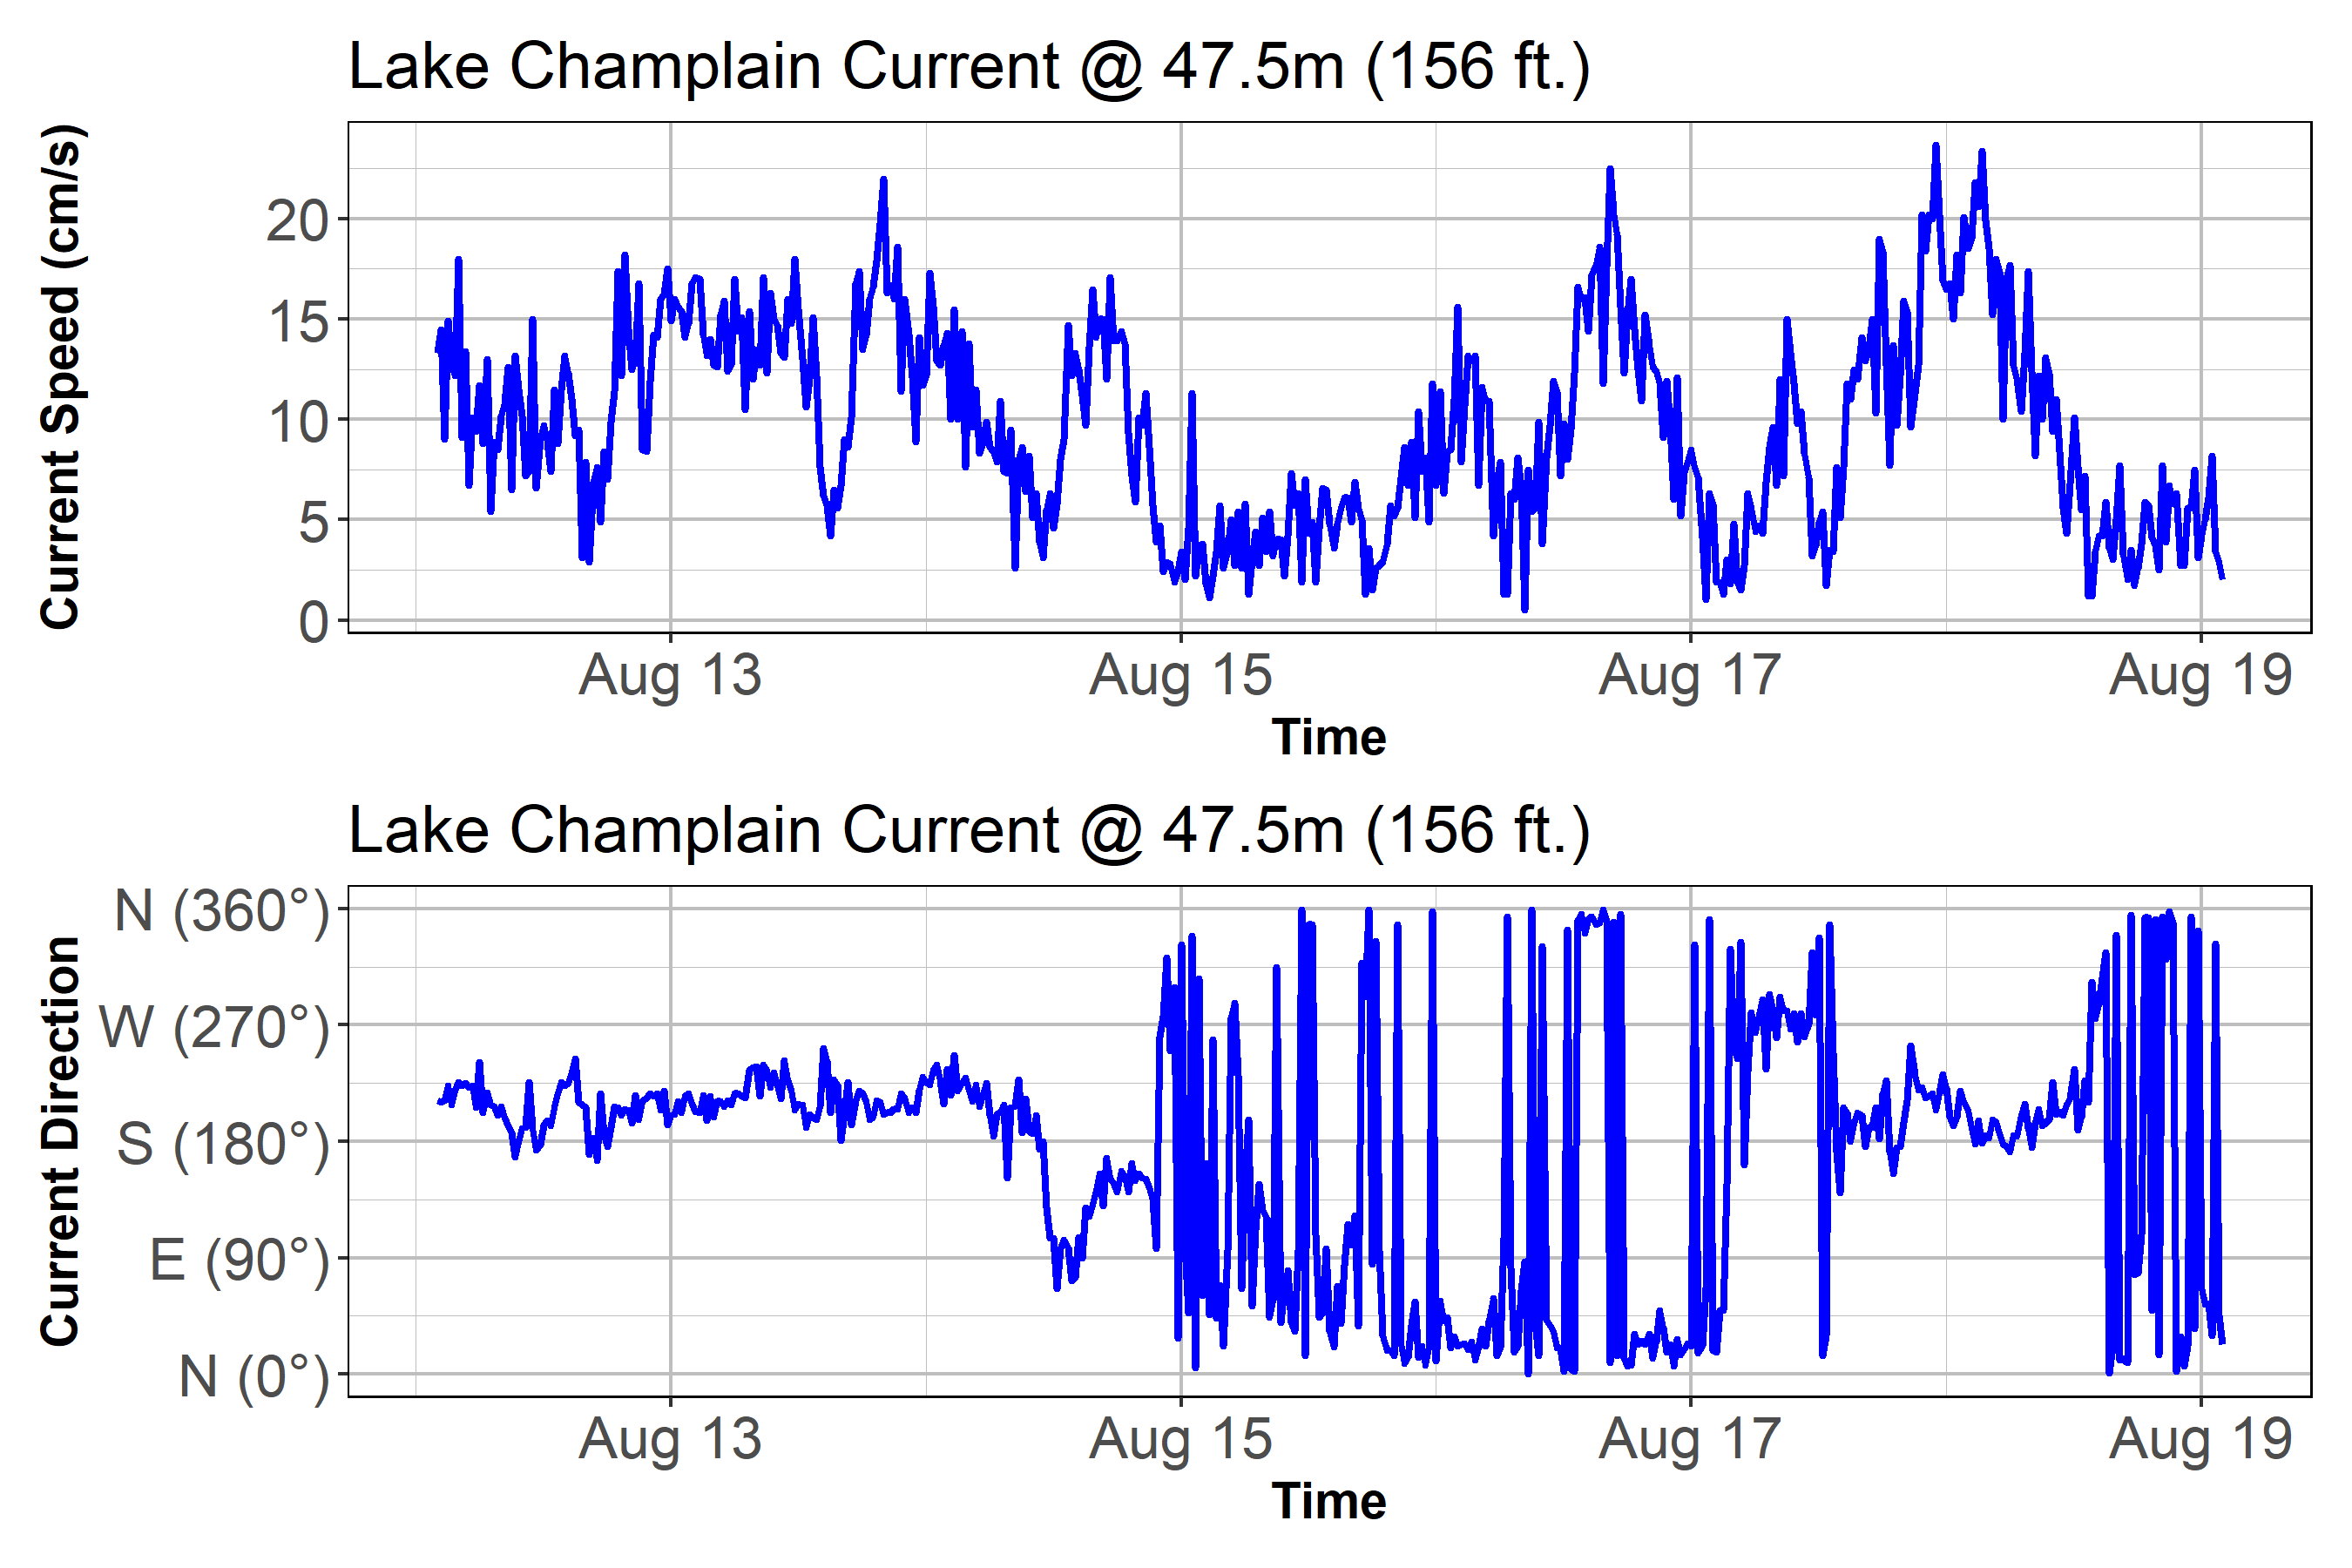 Lake Champlain Current @ 47.5m (156 ft.)
Current Speed (cm/s)
20
15
10
5
0
Aug 13 Aug 15 Aug 17 Aug 19
Time
Lake Champlain Current @ 47.5m (156 ft.)
Current Direction
N (360°)
W (270°)
S (180°)
E (90°)
N (0°)
Aug 13 Aug 15 Aug 17 Aug 19
Time